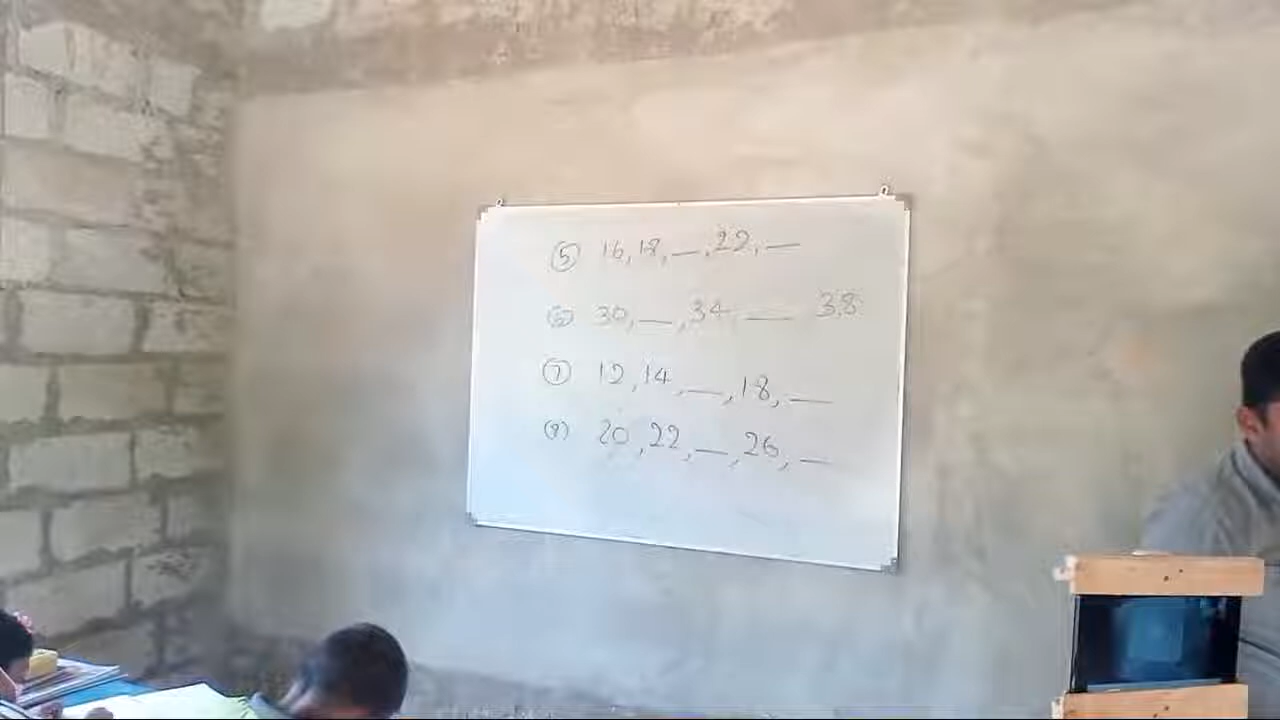 ⑤ 16, 18, __, 22, __
⑥ 30, __, 34, __ 38
⑦ 12, 14, __, 18, __
⑧ 20, 22, __, 26, __